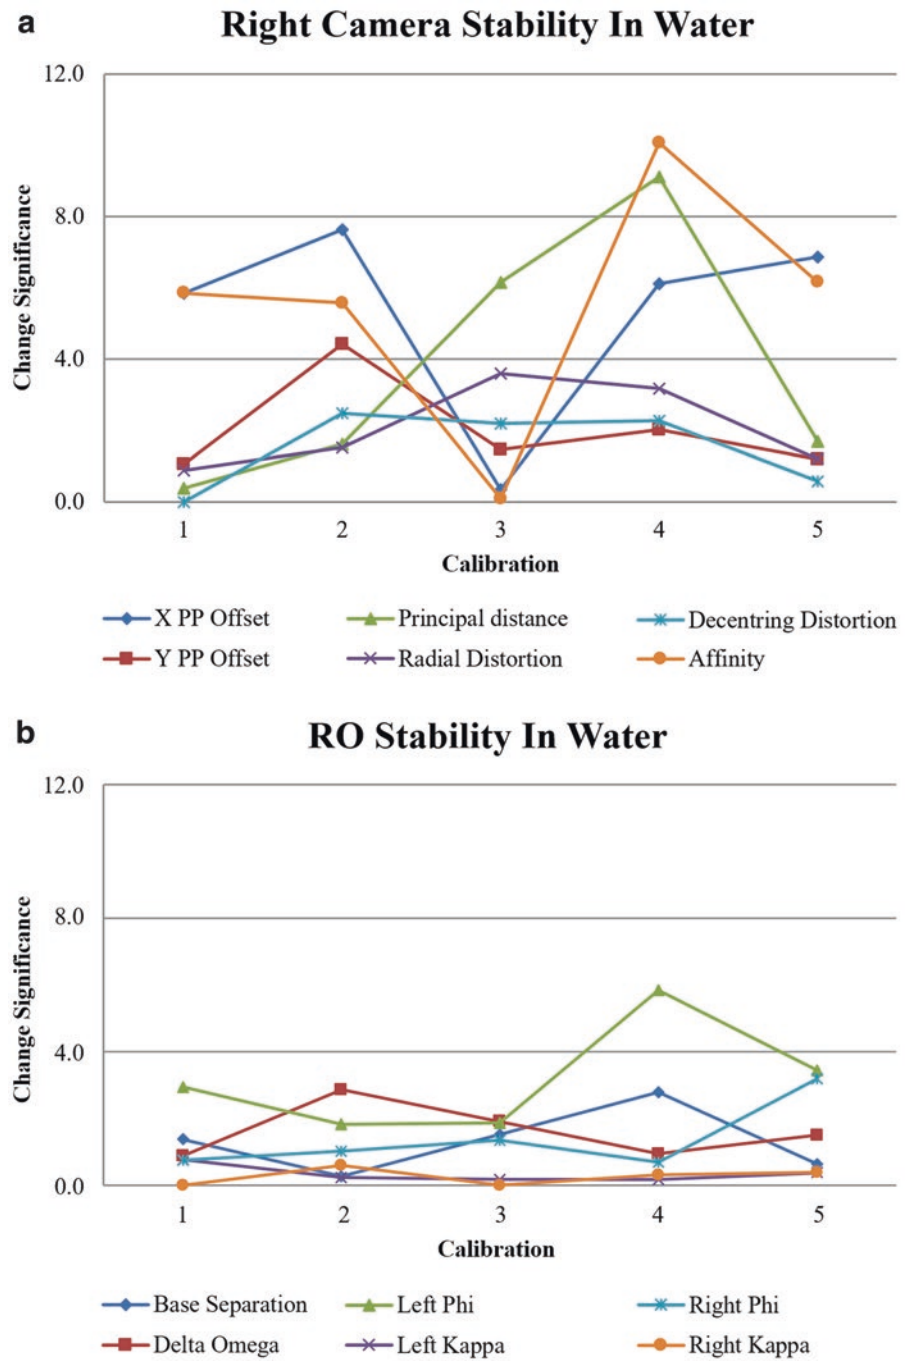 a
Right Camera Stability In Water
12.0
8.0
4.0
0.0
Change Significance
1 2 3 4 5
Calibration
X PP Offset Principal distance Decentring Distortion
Y PP Offset Radial Distortion Affinity
b
RO Stability In Water
12.0
8.0
4.0
0.0
Change Significance
1 2 3 4 5
Calibration
Base Separation Left Phi Right Phi
Delta Omega Left Kappa Right Kappa